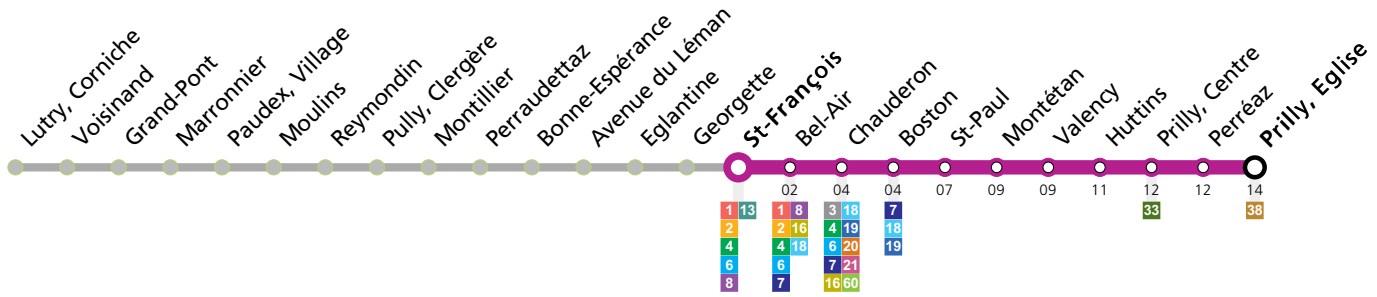 Lutry, Corniche
Voisinand
Grand-Pont
Marronnier
Paudex, Village
Moulins
Reymondin
Pully, Clergère
Montillier
Perraudettaz
Bonne-Espérance
Avenue du Léman
Eglantine
Georgette
St-François
Bel-Air
Chauderon
Boston
St-Paul
Montétan
Valency
Huttins
Prilly, Centre
Perréaz
Prilly, Eglise
02 04 04 07 09 09 11 12 12 14
1 13 1 8 3 18 7 33 38
2 2 16 4 19 18
4 4 18 6 20 19
6 6 7 21
8 7 16 60